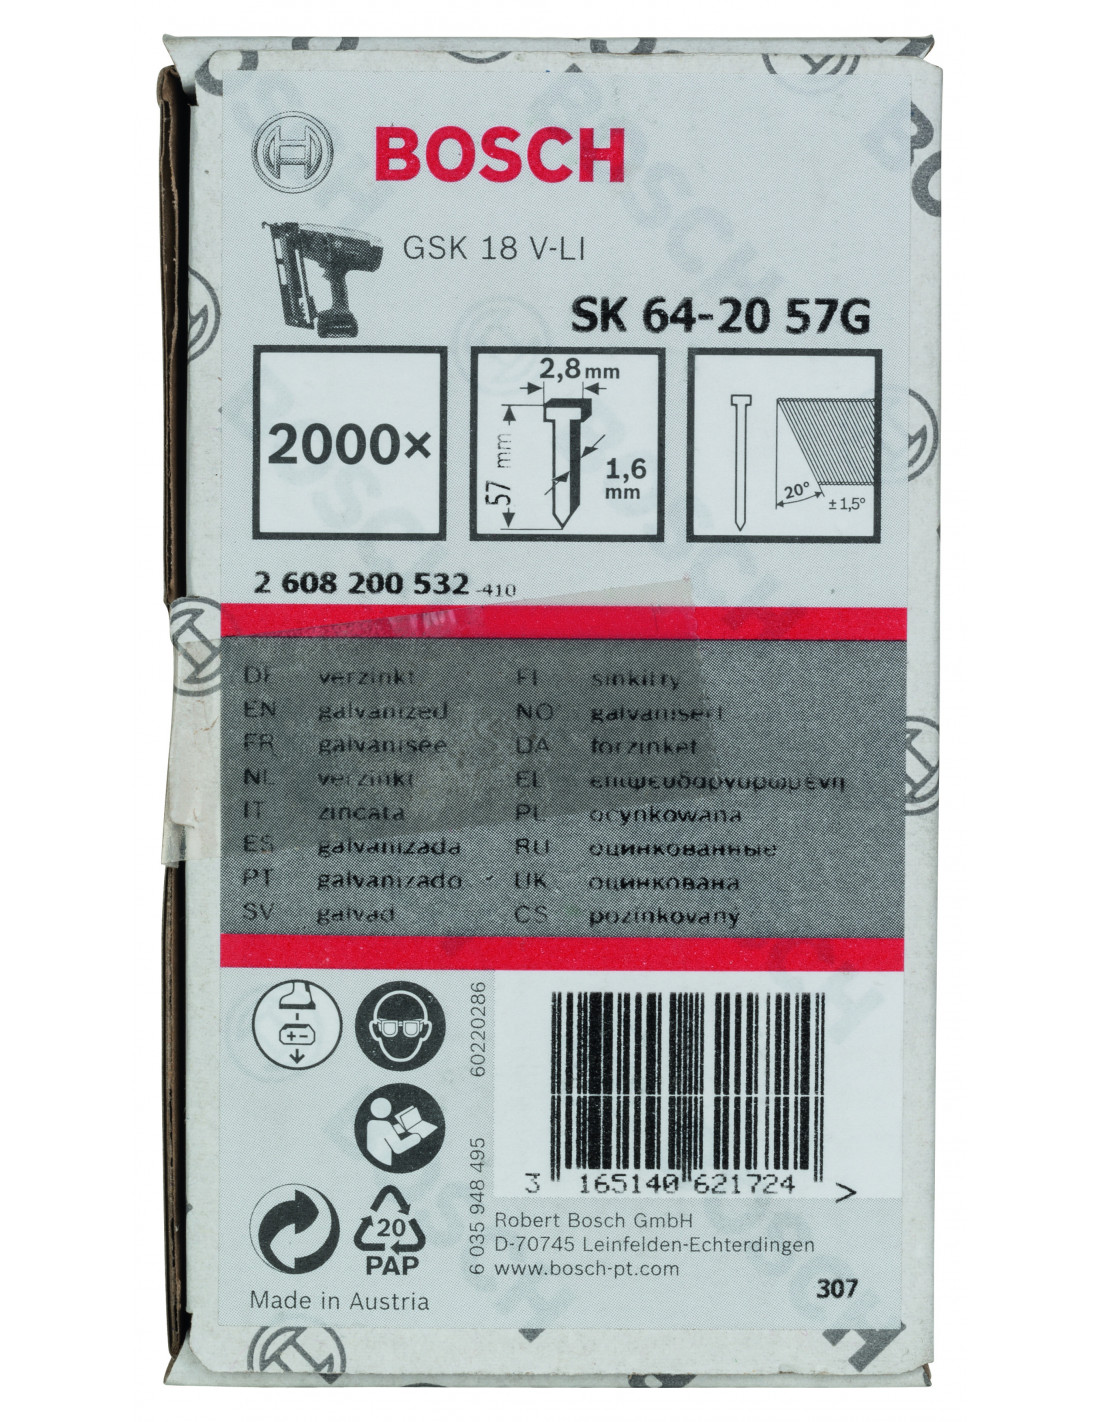 BOSCH
GSK 18 V-LI
SK 64-20 57G
2000×
2,8 mm
57 mm
1,6 mm
20°
± 1,5°
2 608 200 532 -410
DE verzinkt
EN galvanized
FR galvanisée
NL verzinkt
IT zincata
ES galvanizada
PT galvanizado
SV galvad
FI sinkitty
NO galvanisert
DA forzinket
EL επιψευδαργυρωμένη
PL ocynkowana
RU оцинкованные
UK оцинкована
CS pozinkovaný
60220286
6 035 948 495
3 165140 621724 >
20
PAP
Made in Austria
Robert Bosch GmbH
D-70745 Leinfelden-Echterdingen
www.bosch-pt.com
307